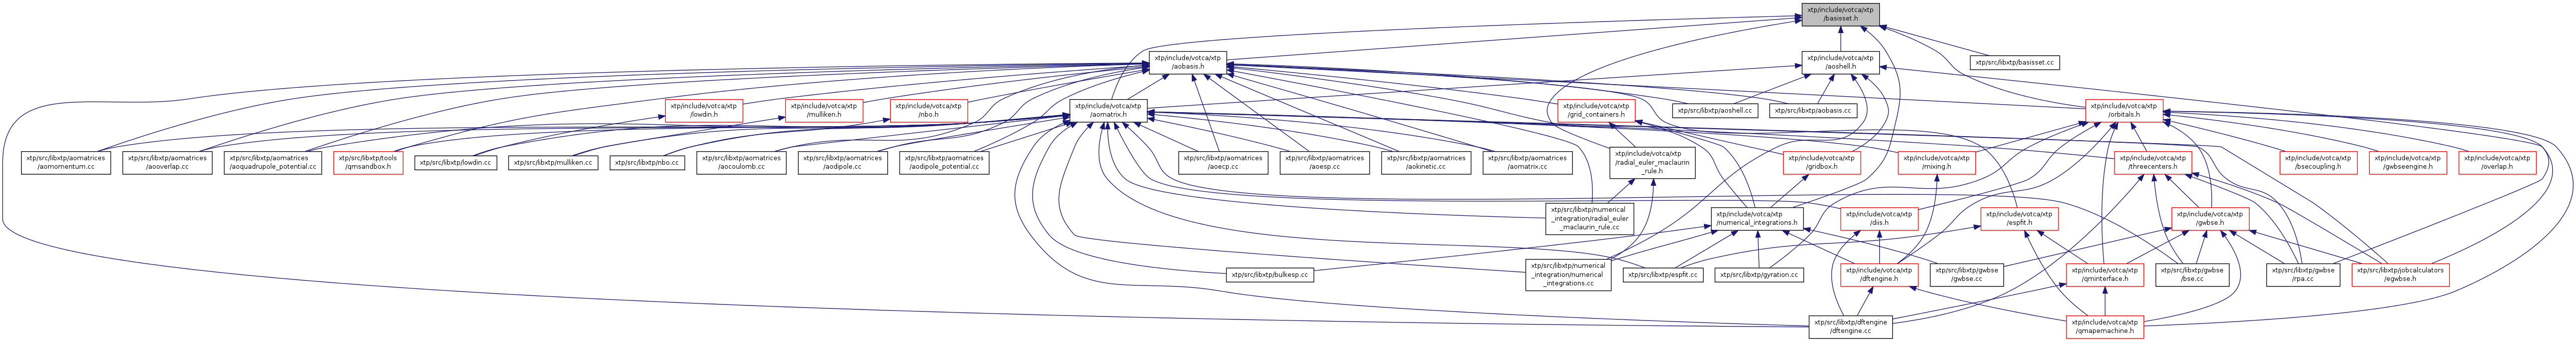 xtp/include/votca/xtp
/basisset.h
xtp/include/votca/xtp
/aobasis.h
xtp/include/votca/xtp
/aoshell.h
xtp/src/libxtp/basisset.cc
xtp/include/votca/xtp
/lowdin.h
xtp/include/votca/xtp
/mulliken.h
xtp/include/votca/xtp
/nbo.h
xtp/include/votca/xtp
/aomatrix.h
xtp/include/votca/xtp
/grid_containers.h
xtp/src/libxtp/aoshell.cc
xtp/src/libxtp/aobasis.cc
xtp/include/votca/xtp
/orbitals.h
xtp/src/libxtp/aomatrices
/aomomentum.cc
xtp/src/libxtp/aomatrices
/aooverlap.cc
xtp/src/libxtp/aomatrices
/aoquadrupole_potential.cc
xtp/src/libxtp/tools
/qmsandbox.h
xtp/src/libxtp/lowdin.cc
xtp/src/libxtp/mulliken.cc
xtp/src/libxtp/nbo.cc
xtp/src/libxtp/aomatrices
/aocoulomb.cc
xtp/src/libxtp/aomatrices
/aodipole.cc
xtp/src/libxtp/aomatrices
/aodipole_potential.cc
xtp/src/libxtp/aomatrices
/aoecp.cc
xtp/src/libxtp/aomatrices
/aoesp.cc
xtp/src/libxtp/aomatrices
/aokinetic.cc
xtp/src/libxtp/aomatrices
/aomatrix.cc
xtp/include/votca/xtp
/radial_euler_maclaurin
_rule.h
xtp/include/votca/xtp
/gridbox.h
xtp/include/votca/xtp
/mixing.h
xtp/include/votca/xtp
/threecenters.h
xtp/include/votca/xtp
/bsecoupling.h
xtp/include/votca/xtp
/gwbseengine.h
xtp/include/votca/xtp
/overlap.h
xtp/src/libxtp/numerical
_integration/radial_euler
_maclaurin_rule.cc
xtp/include/votca/xtp
/numerical_integrations.h
xtp/include/votca/xtp
/diis.h
xtp/include/votca/xtp
/espfit.h
xtp/include/votca/xtp
/gwbse.h
xtp/src/libxtp/bulkesp.cc
xtp/src/libxtp/numerical
_integration/numerical
_integrations.cc
xtp/src/libxtp/espfit.cc
xtp/src/libxtp/gyration.cc
xtp/include/votca/xtp
/dftengine.h
xtp/src/libxtp/gwbse
/gwbse.cc
xtp/include/votca/xtp
/qminterface.h
xtp/src/libxtp/gwbse
/bse.cc
xtp/src/libxtp/gwbse
/rpa.cc
xtp/src/libxtp/jobcalculators
/egwbse.h
xtp/src/libxtp/dftengine
/dftengine.cc
xtp/include/votca/xtp
/qmapemachine.h